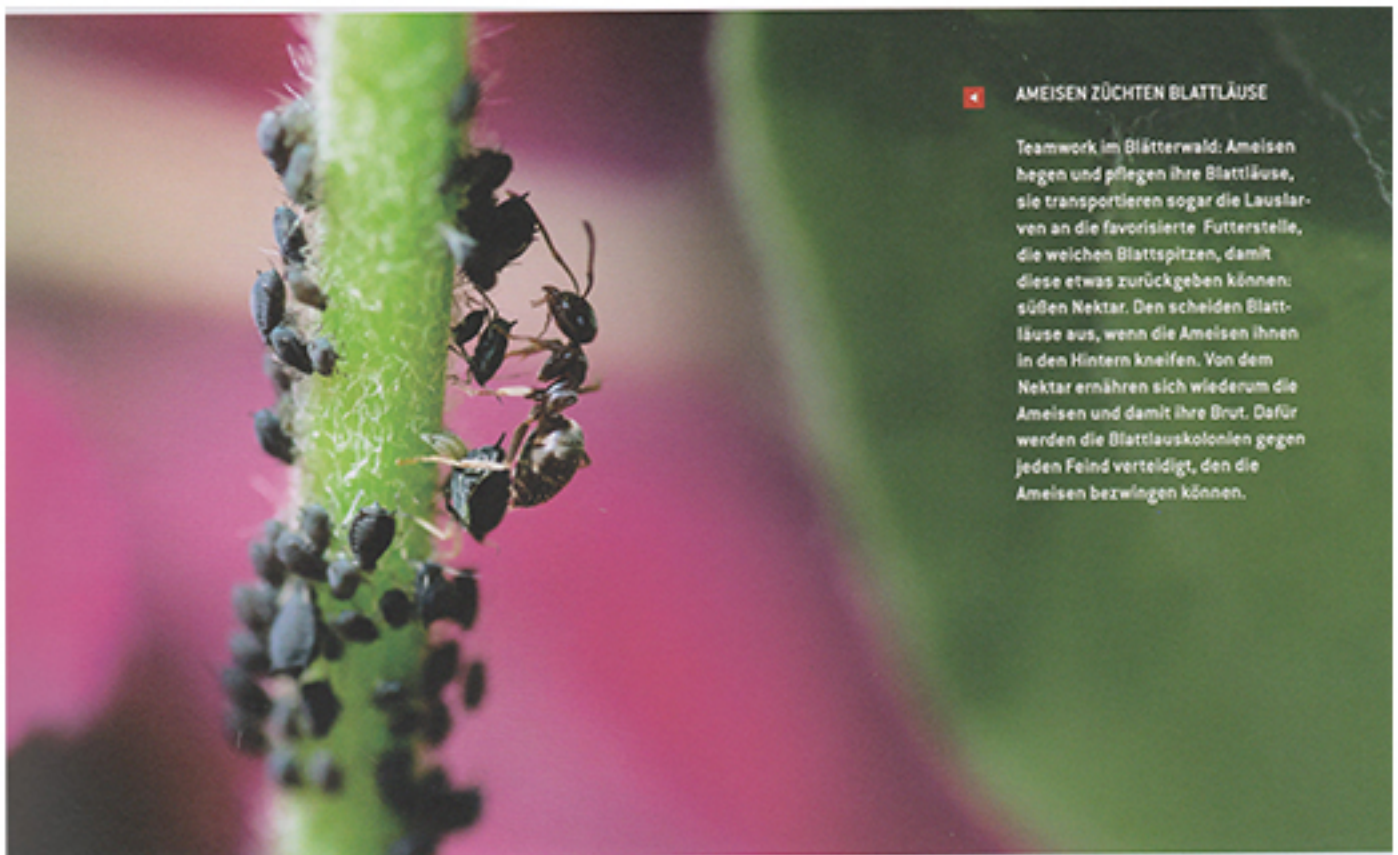 AMEISEN ZÜCHTEN BLATTLÄUSE
Teamwork im Blätterwald: Ameisen
hegen und pflegen ihre Blattläuse,
sie transportieren sogar die Lauslar-
ven an die favorisierte Futterstelle,
die weichen Blattspitzen, damit
diese etwas zurückgeben können:
süßen Nektar. Den scheiden Blatt-
läuse aus, wenn die Ameisen ihnen
in den Hintern kneifen. Von dem
Nektar ernähren sich wiederum die
Ameisen und damit ihre Brut. Dafür
werden die Blattlauskolonien gegen
jeden Feind verteidigt, den die
Ameisen bezwingen können.